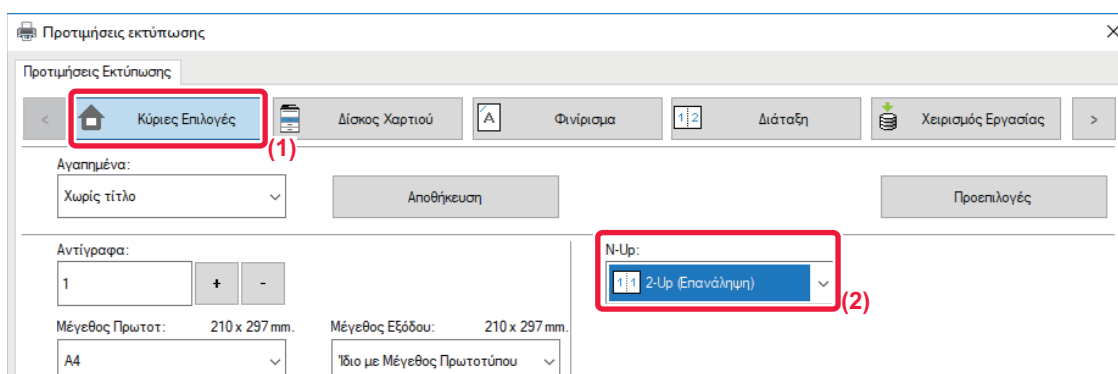 Προτιμήσεις εκτύπωσης
Προτιμήσεις Εκτύπωσης
< Κύριες Επιλογές Δίσκος Χαρτιού A Φινίρισμα 1 2 Διάταξη Χειρισμός Εργασίας >
(1)
Αγαπημένα:
Χωρίς τίτλο Αποθήκευση Προεπιλογές
Αντίγραφα: N-Up:
1 + - 1 1 2-Up (Επανάληψη)
(2)
Μέγεθος Πρωτοτ: 210 x 297 mm. Μέγεθος Εξόδου: 210 x 297 mm.
A4 Ίδιο με Μέγεθος Πρωτοτύπου